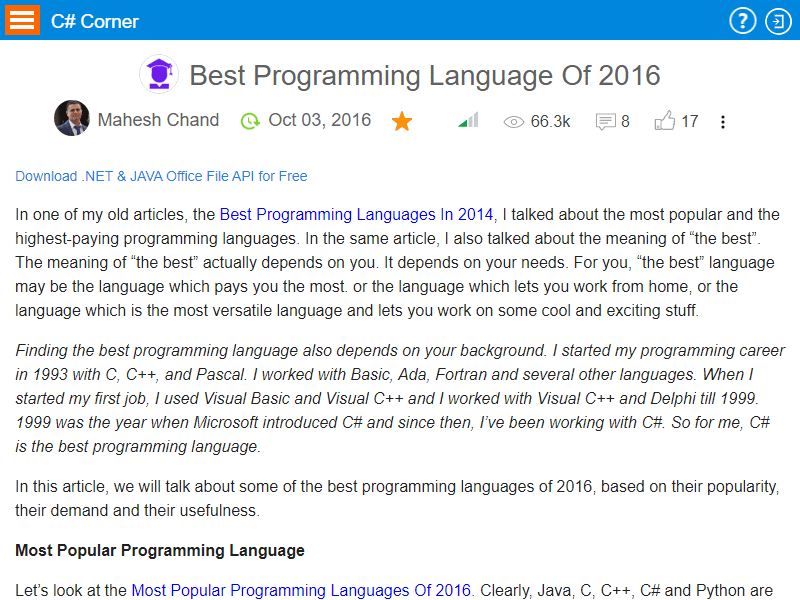 C# Corner
Best Programming Language Of 2016
Mahesh Chand Oct 03, 2016 66.3k 8 17
Download .NET & JAVA Office File API for Free
In one of my old articles, the Best Programming Languages In 2014, I talked about the most popular and the
highest-paying programming languages. In the same article, I also talked about the meaning of “the best”.
The meaning of “the best” actually depends on you. It depends on your needs. For you, “the best” language
may be the language which pays you the most. or the language which lets you work from home, or the
language which is the most versatile language and lets you work on some cool and exciting stuff.
Finding the best programming language also depends on your background. I started my programming career
in 1993 with C, C++, and Pascal. I worked with Basic, Ada, Fortran and several other languages. When I
started my first job, I used Visual Basic and Visual C++ and I worked with Visual C++ and Delphi till 1999.
1999 was the year when Microsoft introduced C# and since then, I’ve been working with C#. So for me, C#
is the best programming language.
In this article, we will talk about some of the best programming languages of 2016, based on their popularity,
their demand and their usefulness.
Most Popular Programming Language
Let’s look at the Most Popular Programming Languages Of 2016. Clearly, Java, C, C++, C# and Python are